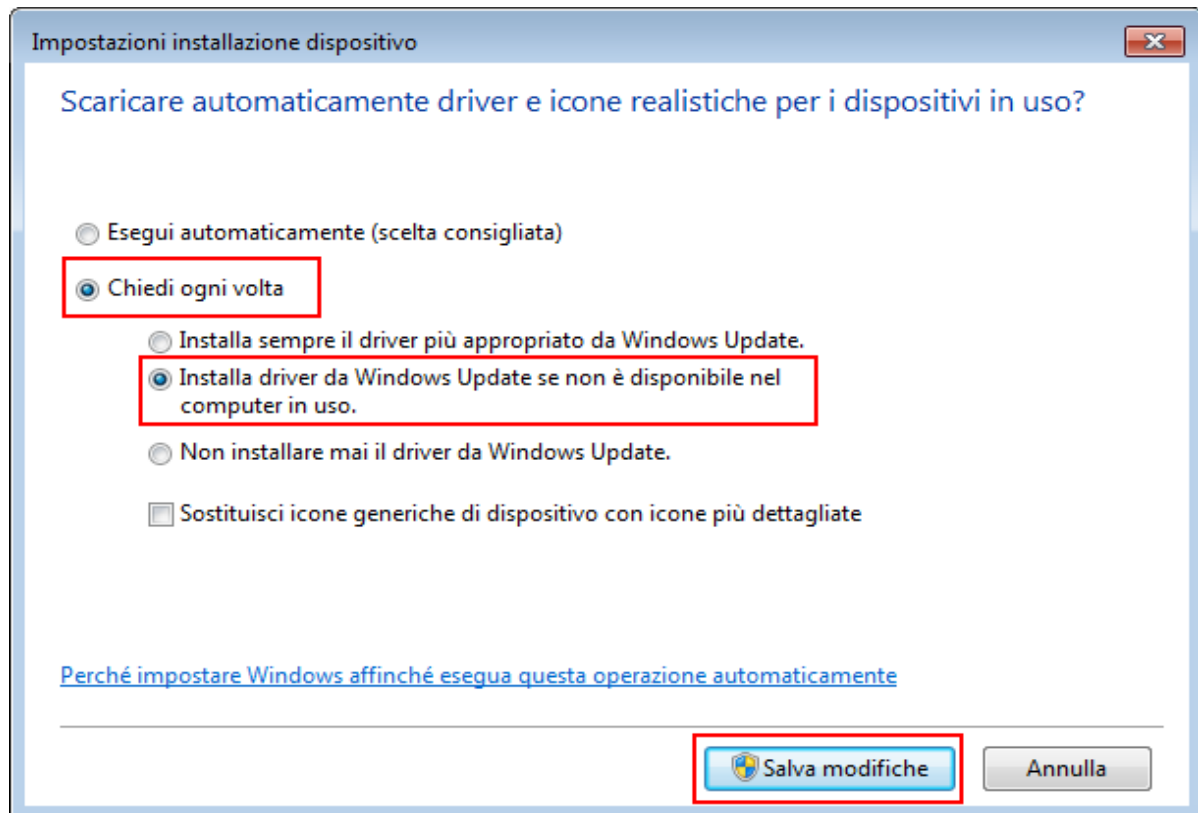 Impostazioni installazione dispositivo
Scaricare automaticamente driver e icone realistiche per i dispositivi in uso?
Esegui automaticamente (scelta consigliata)
Chiedi ogni volta
Installa sempre il driver più appropriato da Windows Update.
Installa driver da Windows Update se non è disponibile nel
computer in uso.
Non installare mai il driver da Windows Update.
Sostituisci icone generiche di dispositivo con icone più dettagliate
Perché impostare Windows affinché esegua questa operazione automaticamente
Salva modifiche
Annulla